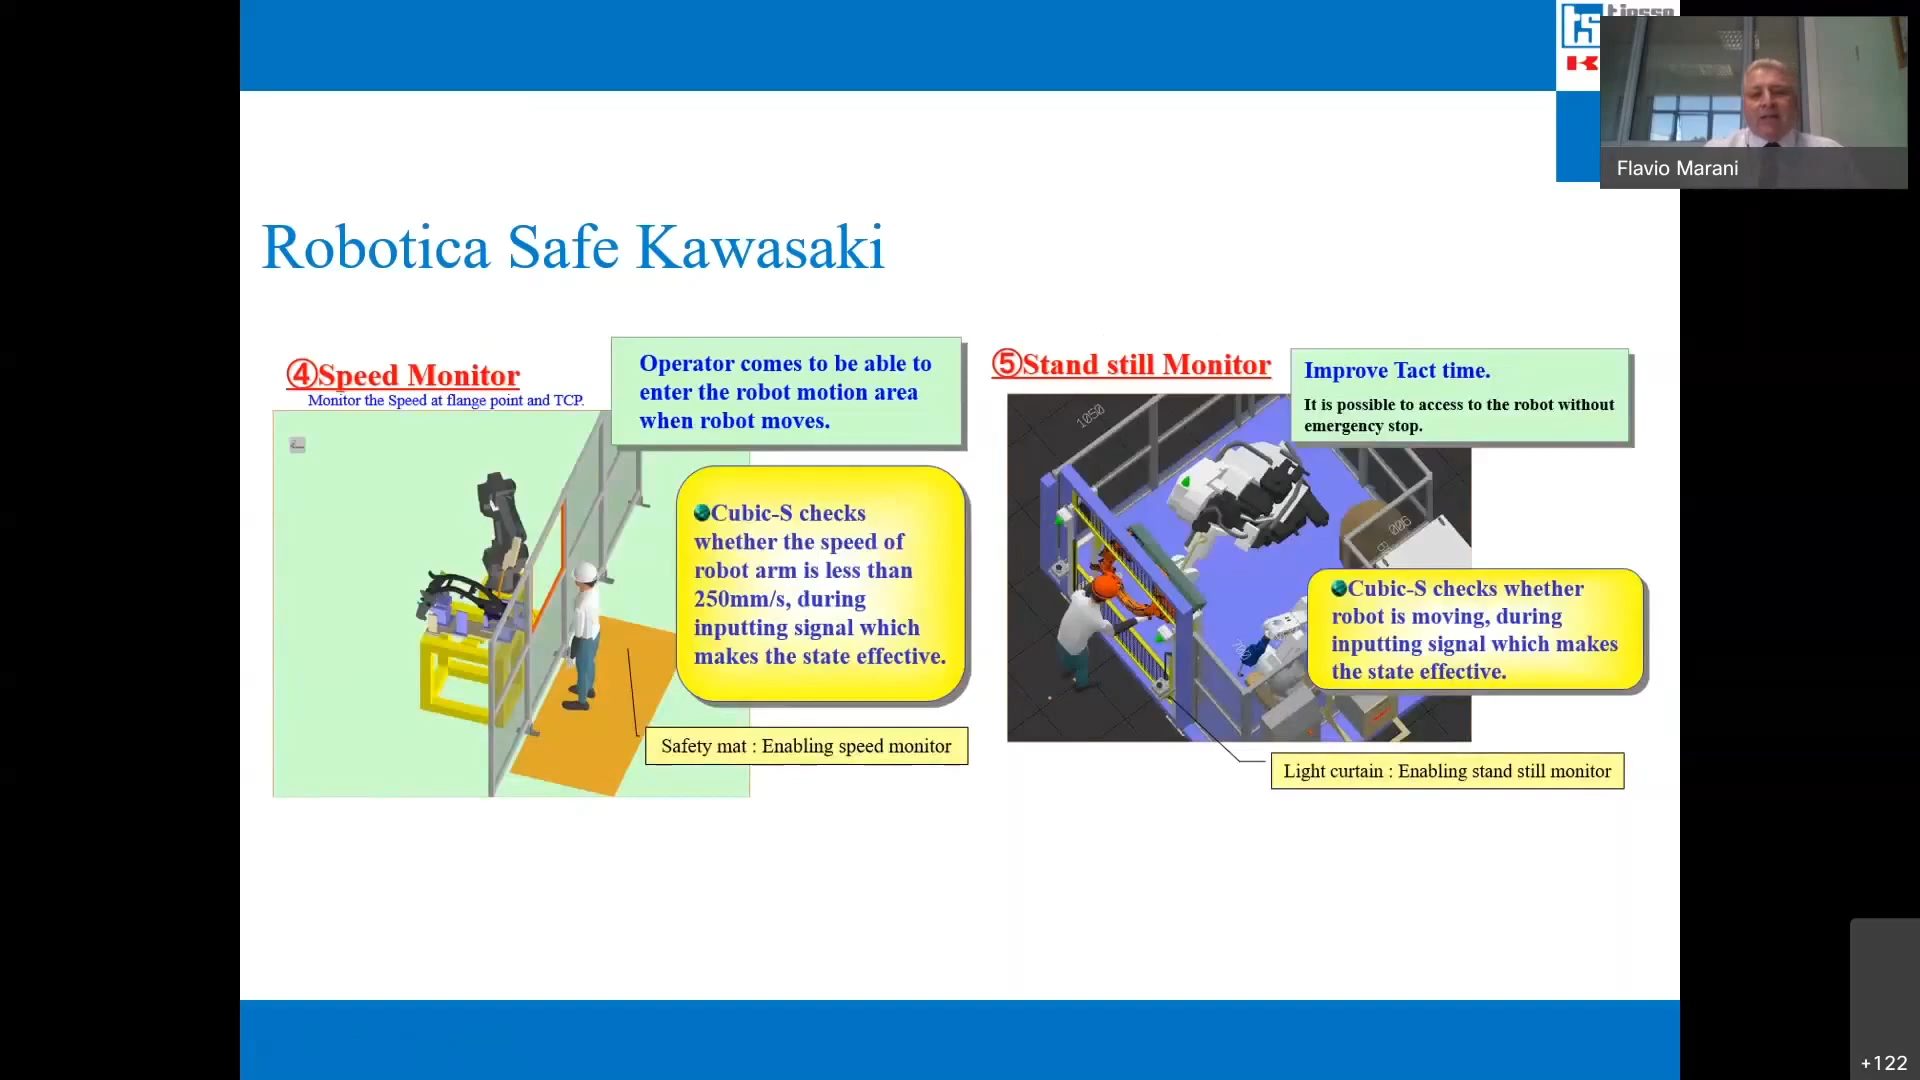 ts tiesse
K
Flavio Marani
Robotica Safe Kawasaki
④Speed Monitor
Monitor the Speed at flange point and TCP.
Operator comes to be able to
enter the robot motion area
when robot moves.
Cubic-S checks
whether the speed of
robot arm is less than
250mm/s, during
inputting signal which
makes the state effective.
Safety mat : Enabling speed monitor
⑤Stand still Monitor
Improve Tact time.
It is possible to access to the robot without
emergency stop.
1050
900
Cubic-S checks whether
robot is moving, during
inputting signal which makes
the state effective.
Light curtain : Enabling stand still monitor
+122